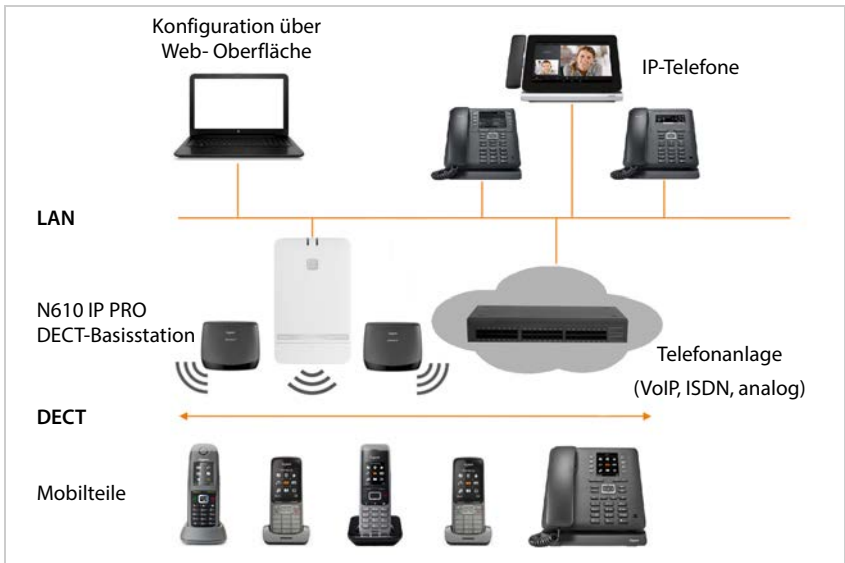 Konfiguration über
Web- Oberfläche
IP-Telefone
LAN
N610 IP PRO
DECT-Basisstation
Telefonanlage
(VoIP, ISDN, analog)
DECT
Mobilteile